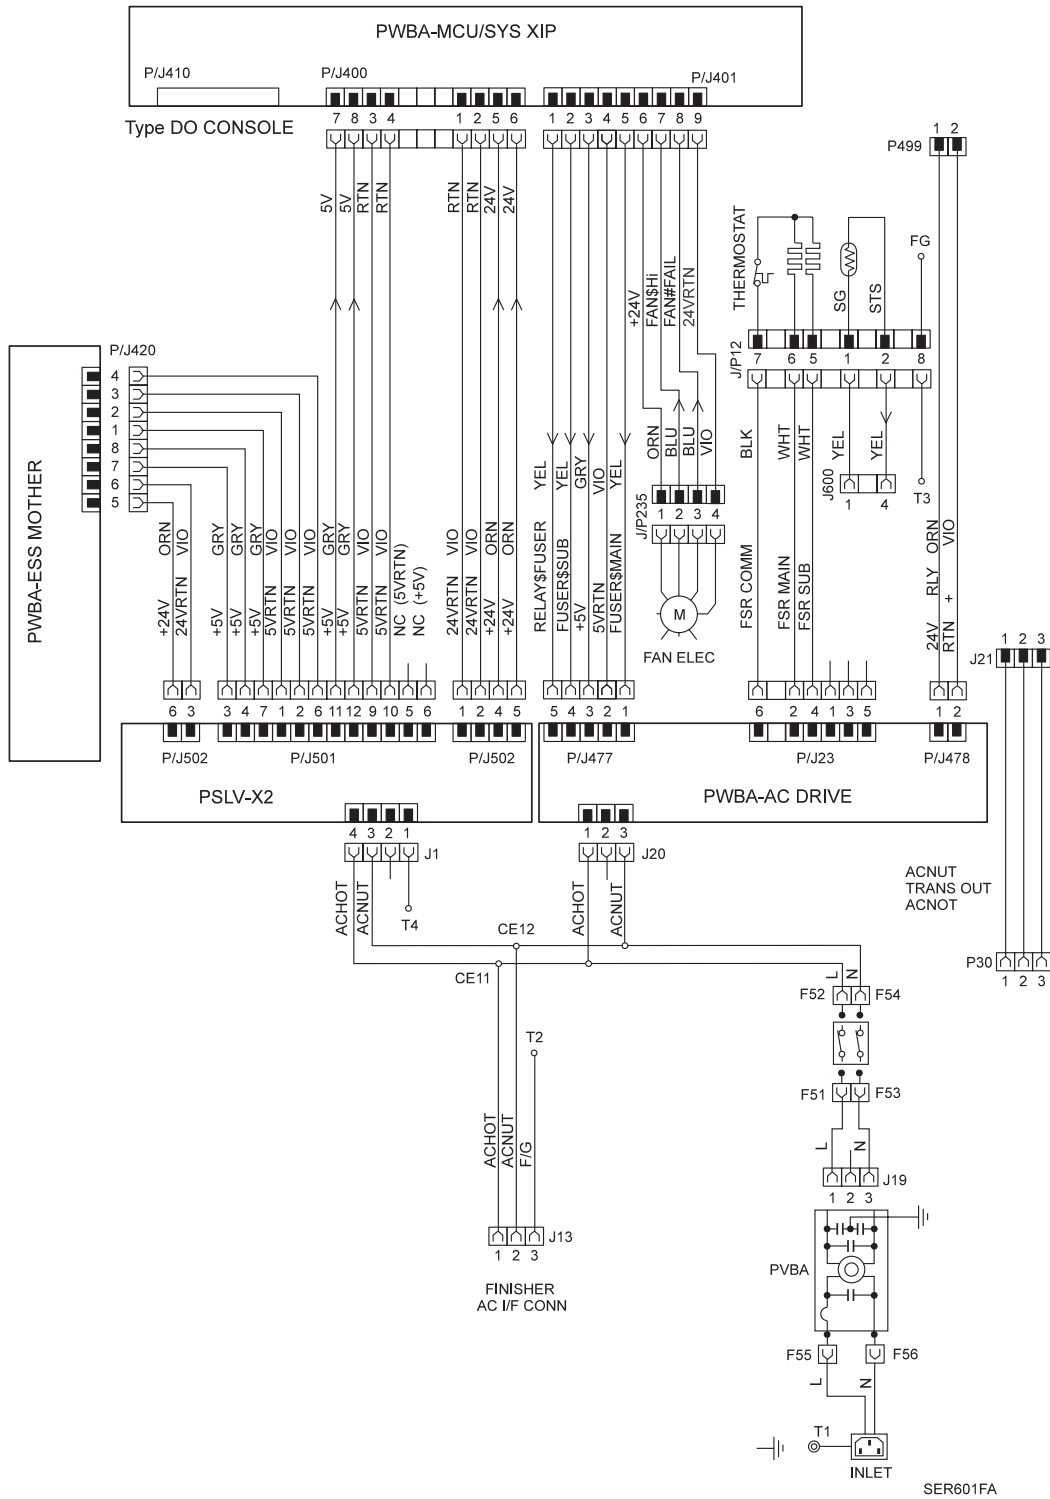 PWBA-MCU/SYS XIP
P/J410
P/J400
P/J401
7 8 3 4 1 2 5 6
1 2 3 4 5 6 7 8 9
Type DO CONSOLE
P499
1 2
5V
5V
RTN
RTN
RTN
RTN
24V
24V
+24V
FAN$Hi
FAN#FAIL
24VRTN
THERMOSTAT
SG
STS
FG
J/P12
7 6 5 1 2 8
P/J420
4
3
2
1
8
7
6
5
PWBA-ESS MOTHER
YEL
YEL
GRY
VIO
YEL
ORN
BLU
BLU
VIO
BLK
WHT
WHT
YEL
YEL
J600
1 4
T3
J/P235
1 2 3 4
M
FAN ELEC
ORN
VIO
GRY
GRY
GRY
VIO
VIO
VIO
GRY
GRY
VIO
VIO
VIO
VIO
ORN
ORN
+24V
24VRTN
+5V
+5V
+5V
5VRTN
5VRTN
5VRTN
+5V
+5V
5VRTN
5VRTN
NC (5VRTN)
NC (+5V)
24VRTN
24VRTN
+24V
+24V
RELAY$FUSER
FUSER$SUB
+5V
5VRTN
FUSER$MAIN
FSR COMM
FSR MAIN
FSR SUB
24V RLY ORN
RTN + VIO
J21
1 2 3
6 3
3 4 7 1 2 6 11 12 9 10 5 6
1 2 4 5
5 4 3 2 1
6 2 4 1 3 5
1 2
P/J502
P/J501
P/J502
P/J477
P/J23
P/J478
PSLV-X2
PWBA-AC DRIVE
4 3 2 1
J1
1 2 3
J20
ACHOT
ACNUT
T4
ACHOT
ACNUT
ACNUT
TRANS OUT
ACNOT
CE12
CE11
P30
1 2 3
L
N
F52
F54
T2
F51
F53
ACHOT
ACNUT
F/G
L
N
J19
1 2 3
J13
1 2 3
FINISHER
AC I/F CONN
PVBA
F55
F56
L
N
T1
INLET
SER601FA